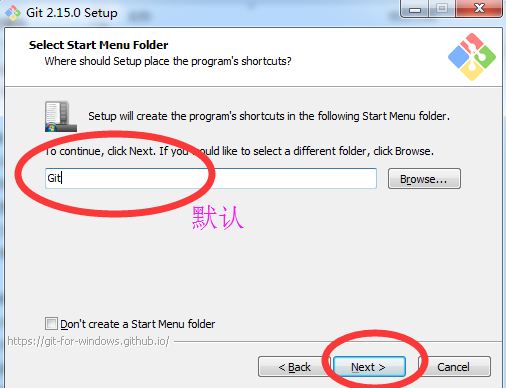 Git 2.15.0 Setup
Select Start Menu Folder
Where should Setup place the program's shortcuts?
Setup will create the program's shortcuts in the following Start Menu folder.
To continue, click Next. If you would like to select a different folder, click Browse.
Git
Browse...
默认
Don't create a Start Menu folder
https://git-for-windows.github.io/
< Back
Next >
Cancel